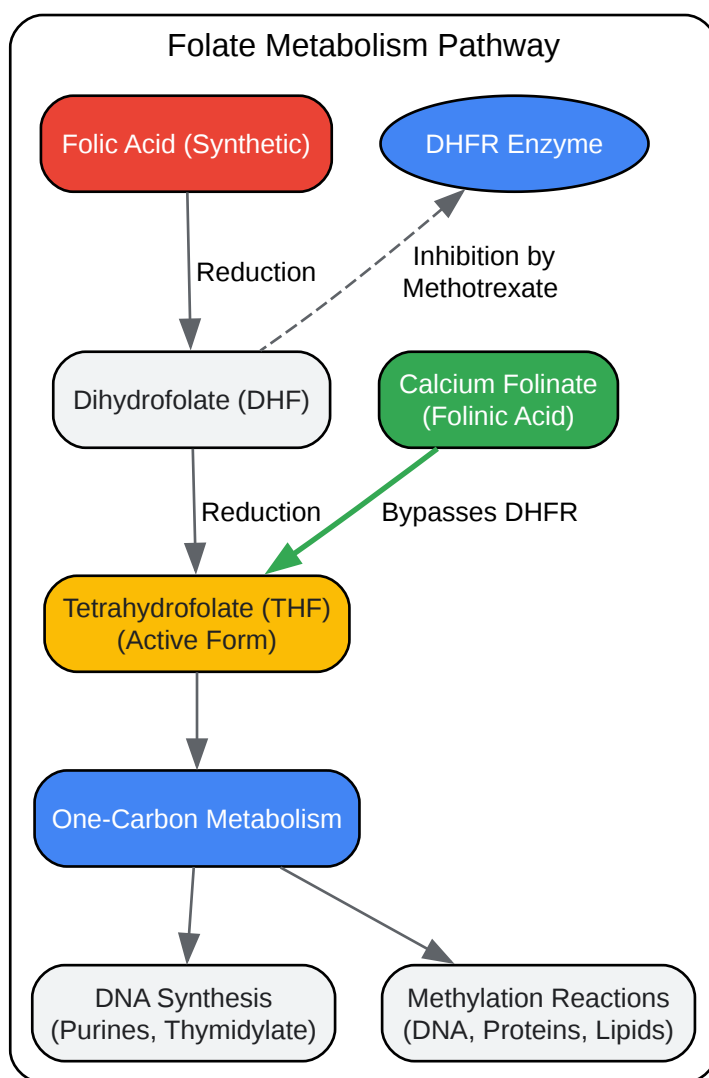 Folate Metabolism Pathway
Folic Acid (Synthetic)
DHFR Enzyme
Reduction
Inhibition by
Methotrexate
Dihydrofolate (DHF)
Calcium Folinate
(Folinic Acid)
Reduction
Bypasses DHFR
Tetrahydrofolate (THF)
(Active Form)
One-Carbon Metabolism
DNA Synthesis
(Purines, Thymidylate)
Methylation Reactions
(DNA, Proteins, Lipids)